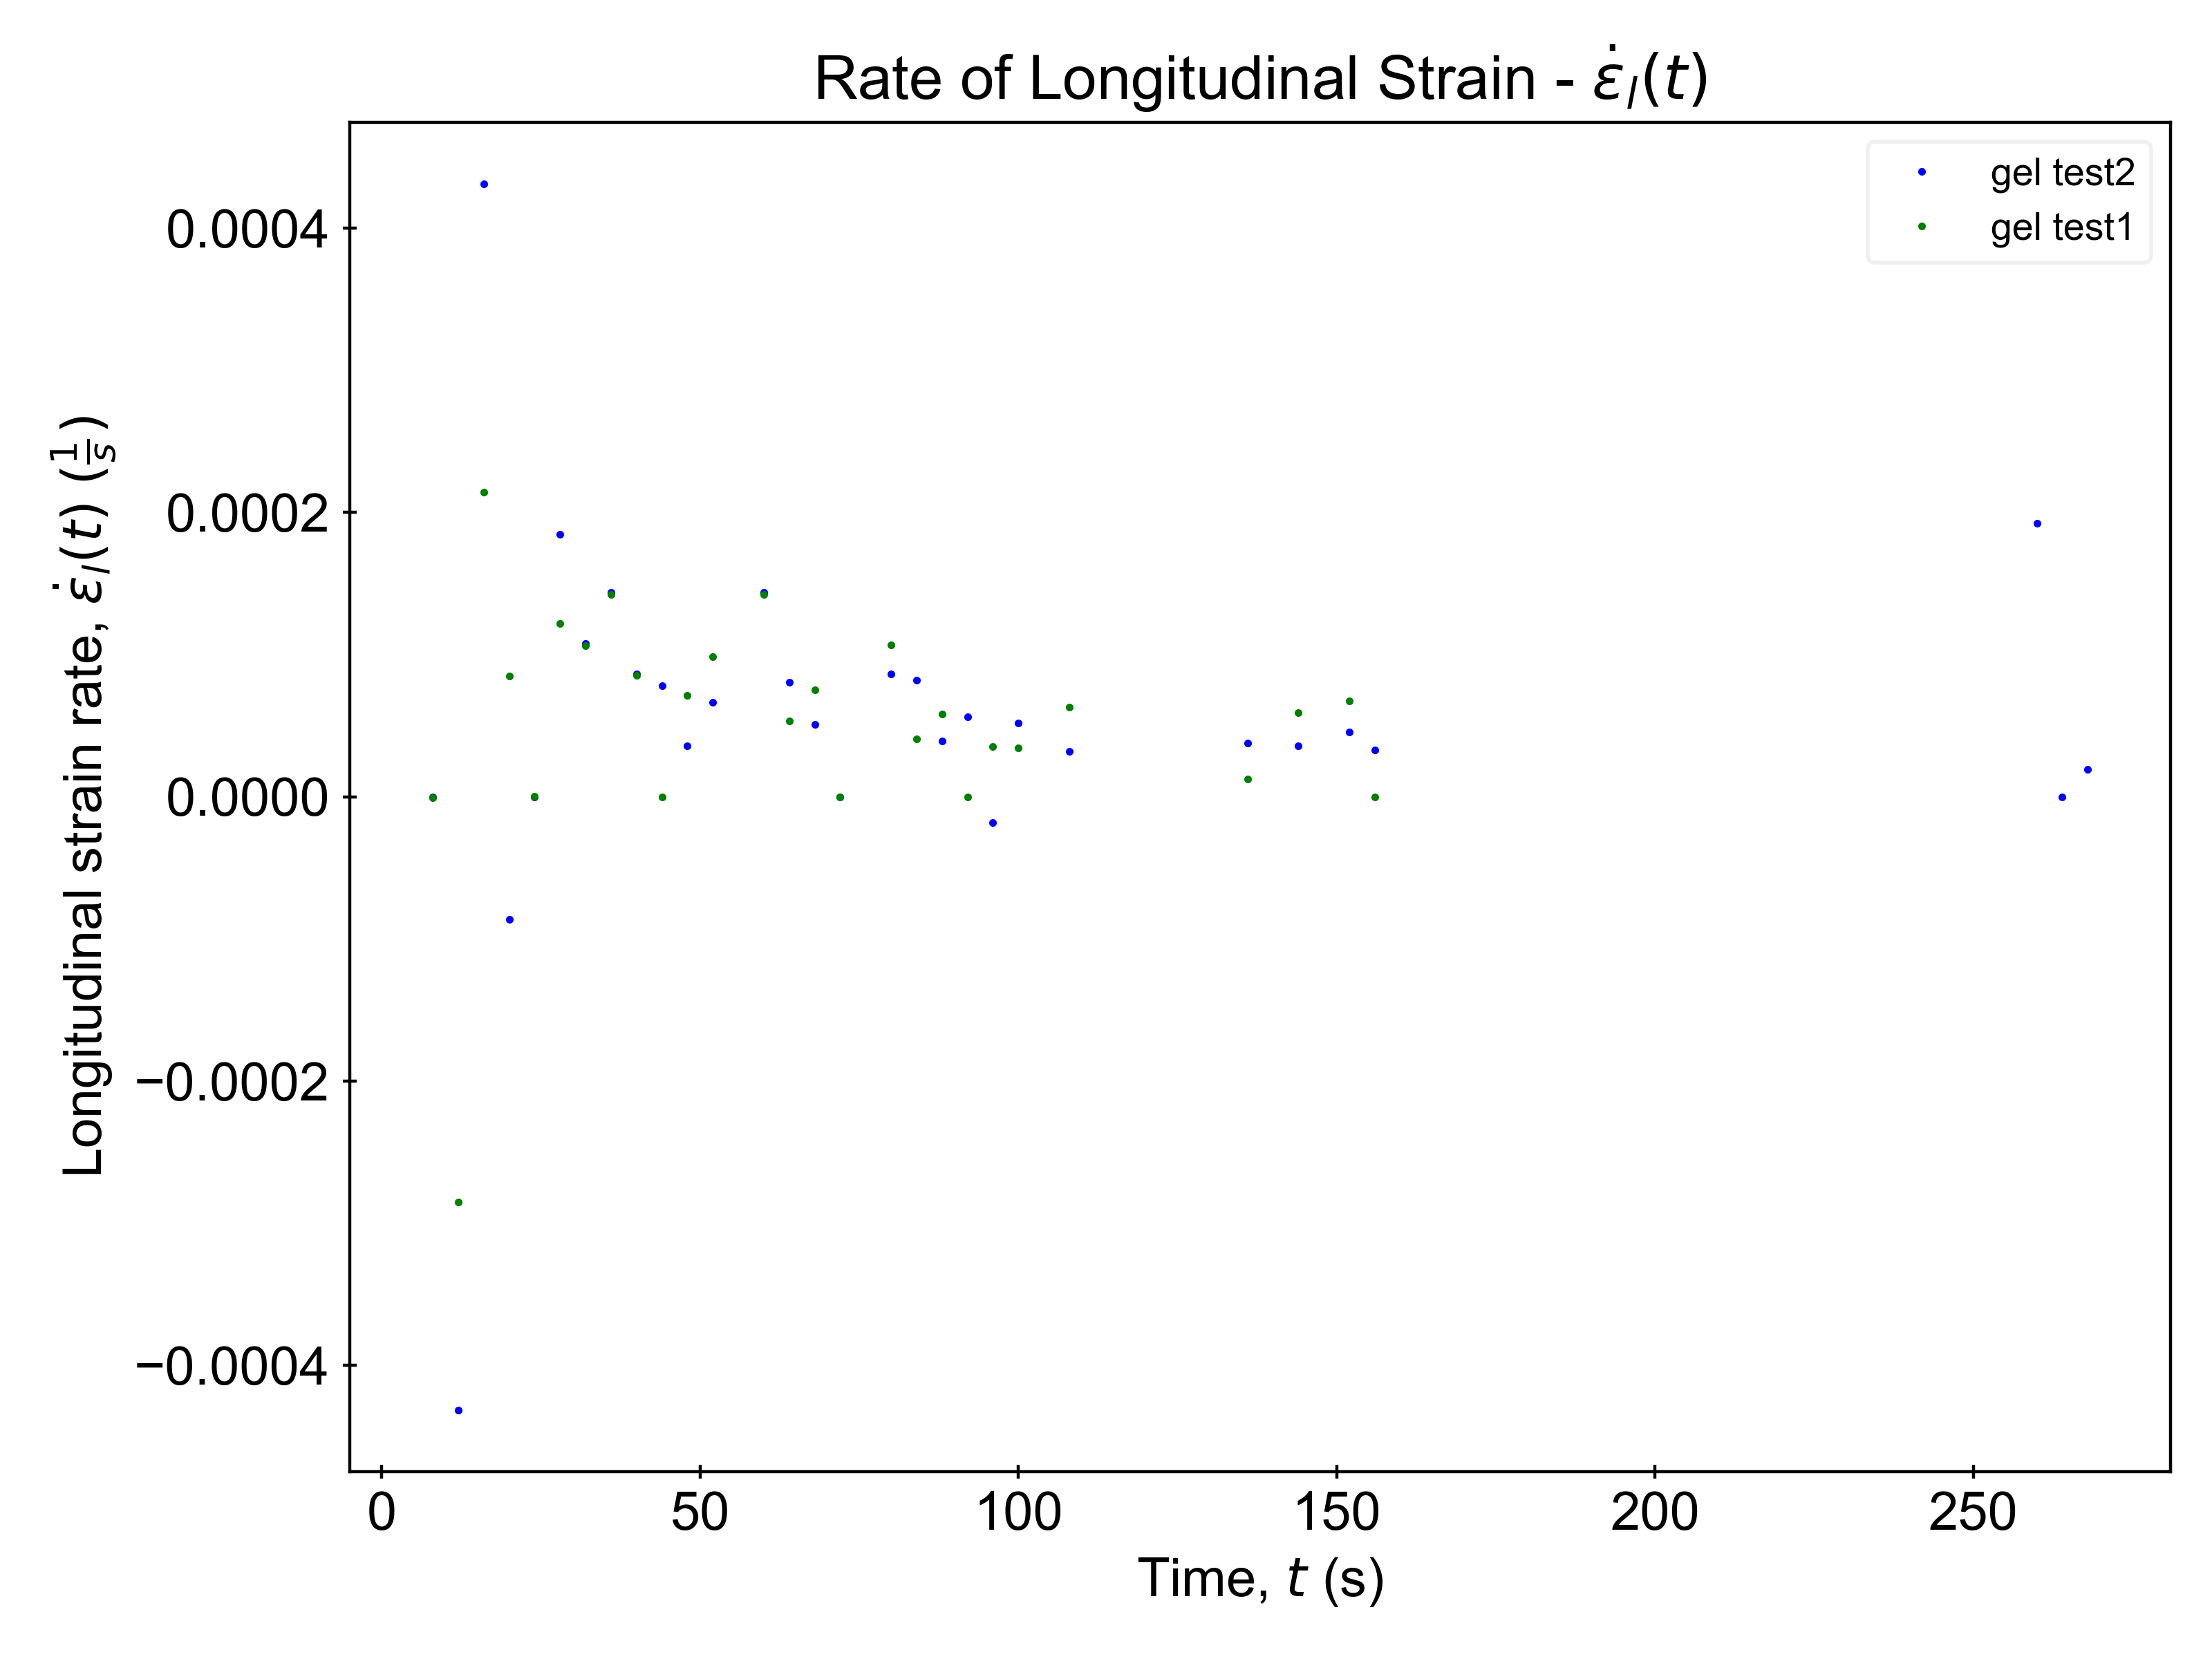 Rate of Longitudinal Strain - ε̇ₗ(t)
gel test2
gel test1
Longitudinal strain rate, ε̇ₗ(t) (1/s)
0.0004
0.0002
0.0000
−0.0002
−0.0004
0 50 100 150 200 250
Time, t (s)